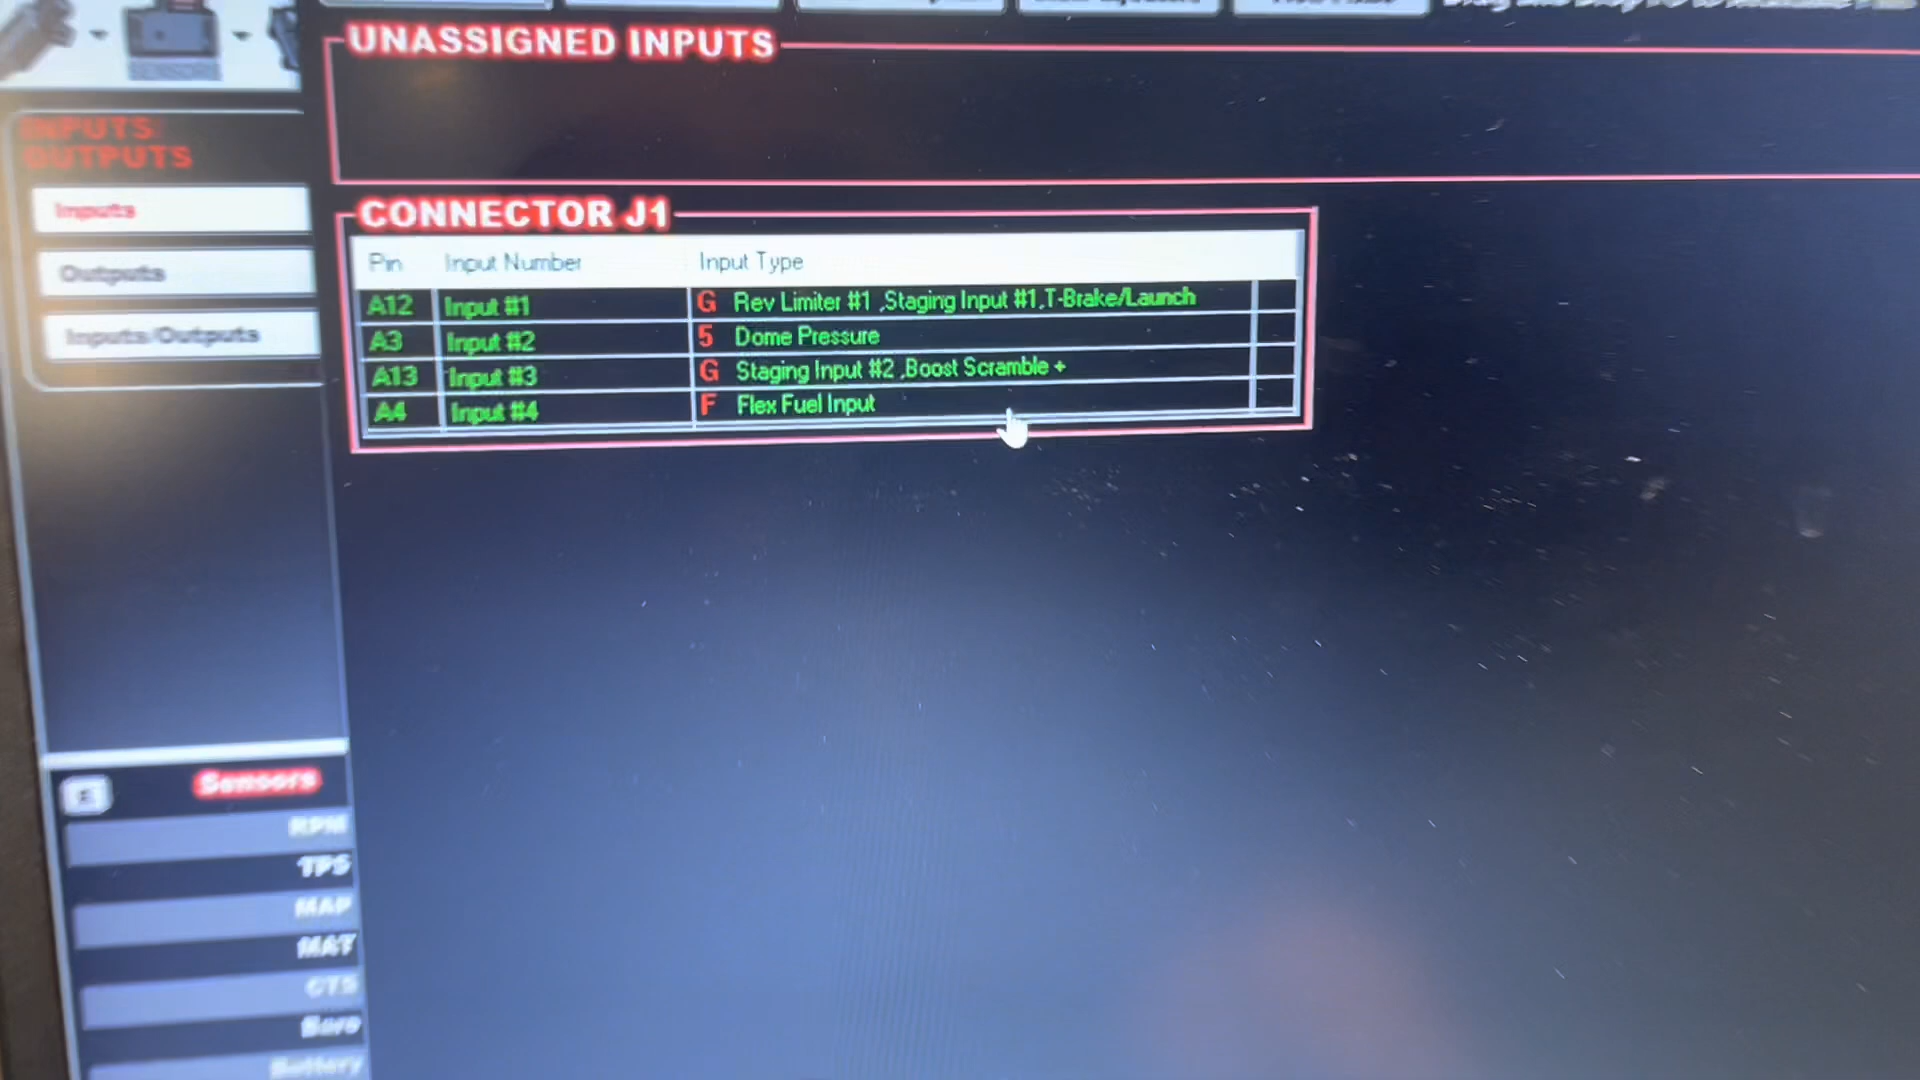 SENSORS
UNASSIGNED INPUTS
INPUTS/
OUTPUTS
Inputs
Outputs
Inputs/Outputs
CONNECTOR J1
Pin Input Number Input Type
A12 Input #1 G Rev Limiter #1 ,Staging Input #1,T-Brake/Launch
A3 Input #2 5 Dome Pressure
A13 Input #3 G Staging Input #2 ,Boost Scramble +
A4 Input #4 F Flex Fuel Input
E Sensors
RPM
TPS
MAP
MAT
CTS
Baro
Battery